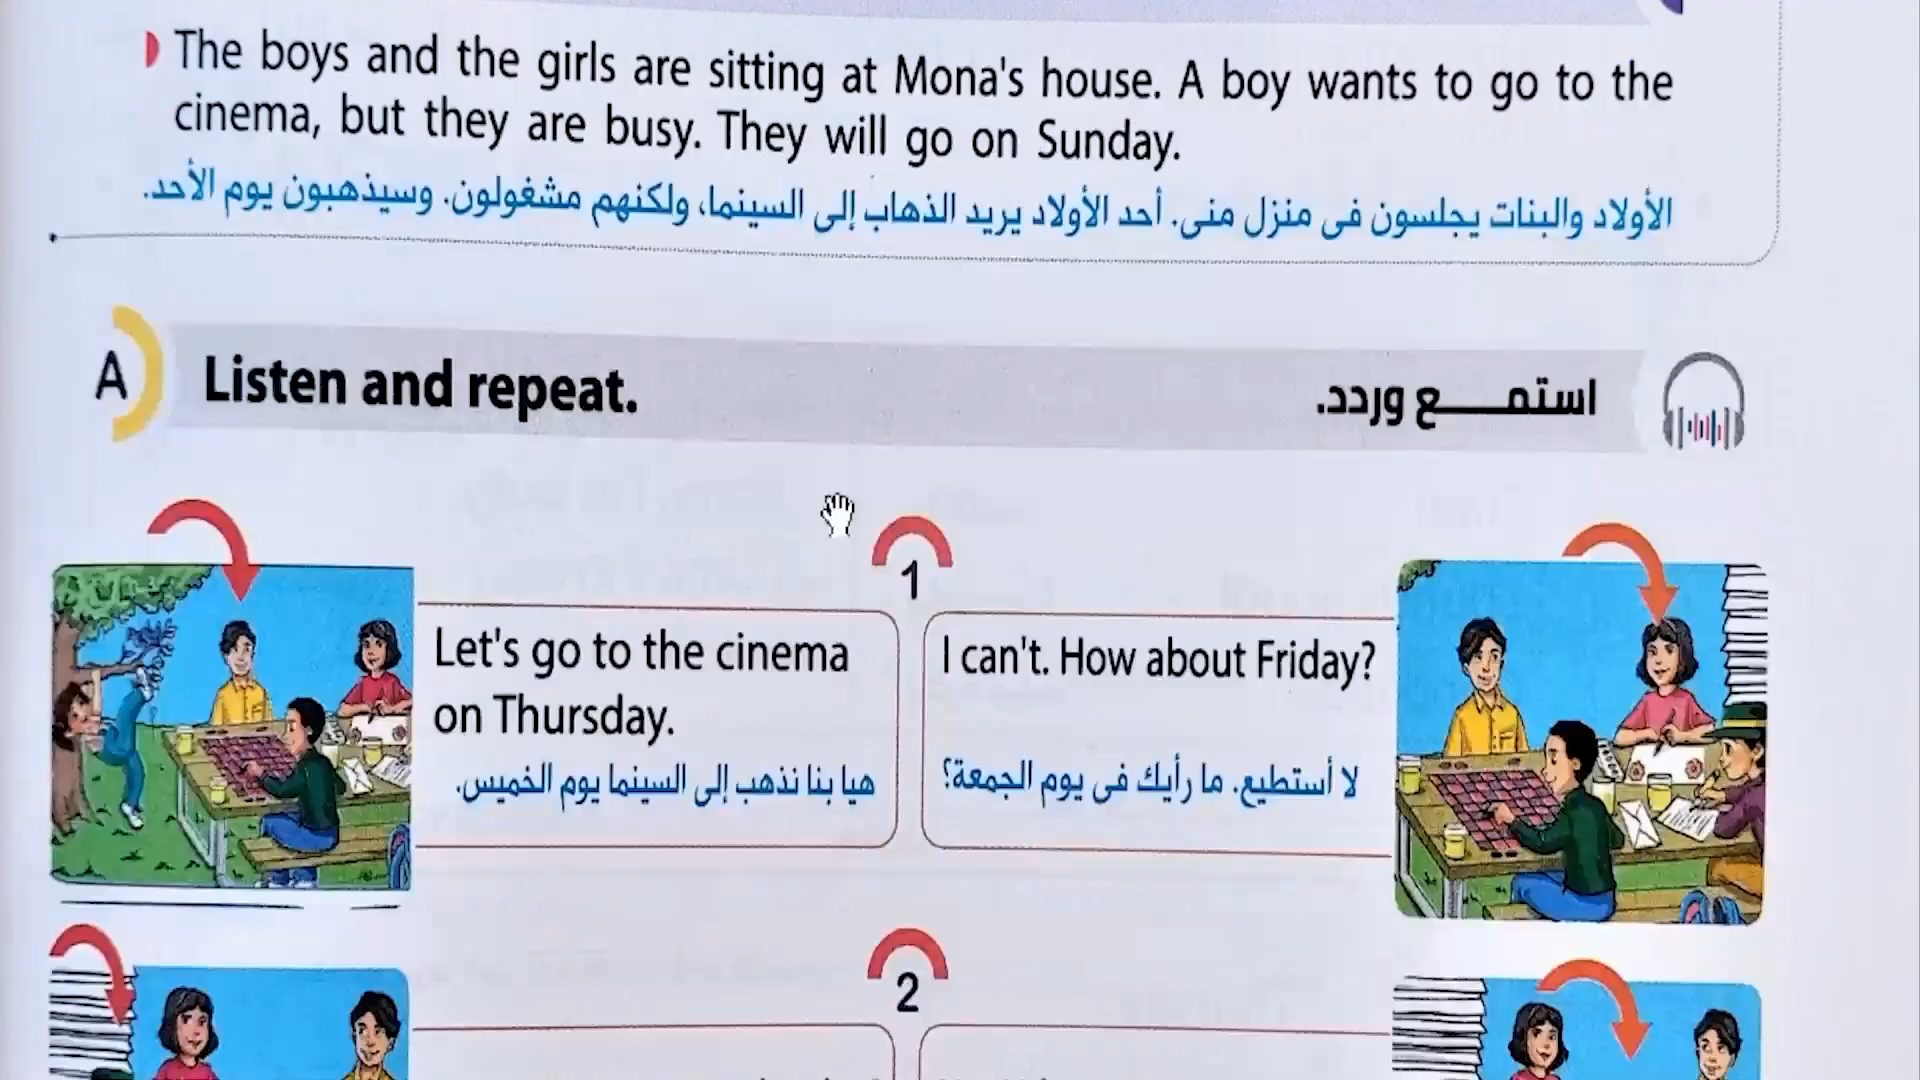 The boys and the girls are sitting at Mona's house. A boy wants to go to the
cinema, but they are busy. They will go on Sunday.
الأولاد والبنات يجلسون فى منزل منى. أحد الأولاد يريد الذهاب إلى السينما، ولكنهم مشغولون. وسيذهبون يوم الأحد.
A
Listen and repeat.
استمـــع وردد.
1
Let's go to the cinema
on Thursday.
هيا بنا نذهب إلى السينما يوم الخميس.
I can't. How about Friday?
لا أستطيع. ما رأيك فى يوم الجمعة؟
2